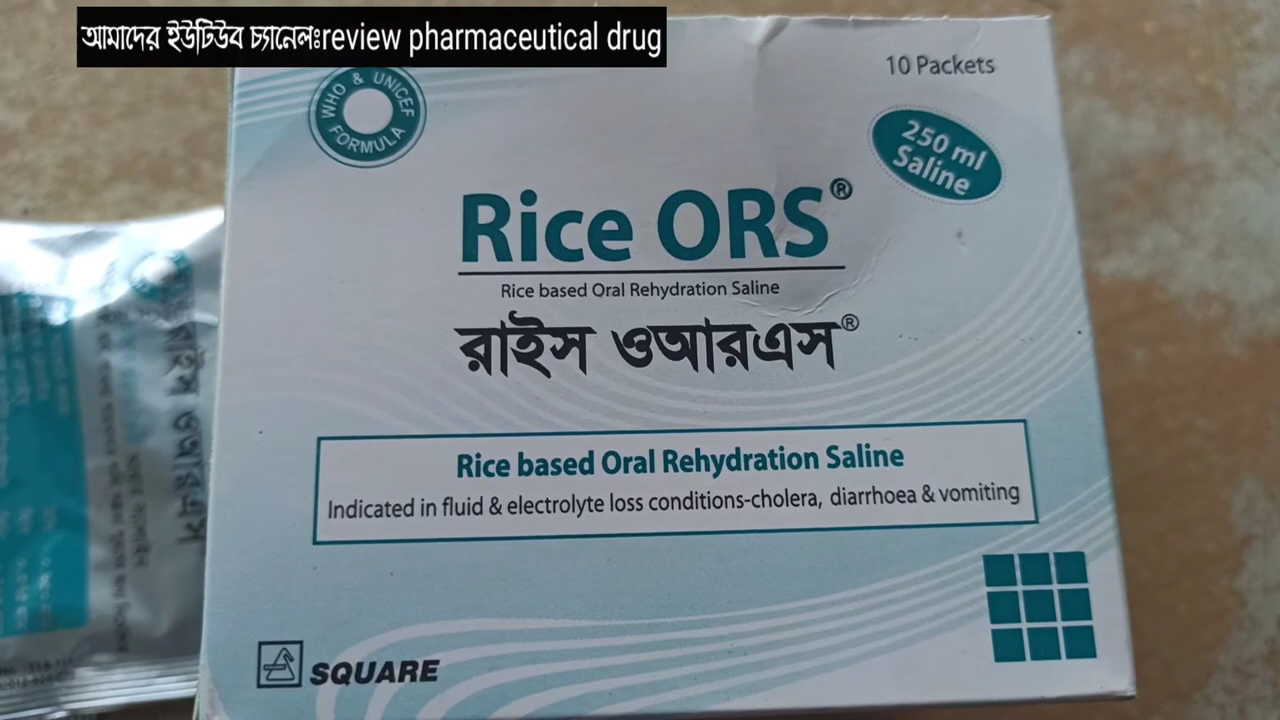 আমাদের ইউটিউব চ্যানেলঃreview pharmaceutical drug
WHO & UNICEF
FORMULA
10 Packets
250 ml
Saline
Rice ORS®
Rice based Oral Rehydration Saline
রাইস ওআরএস®
Rice based Oral Rehydration Saline
Indicated in fluid & electrolyte loss conditions-cholera, diarrhoea & vomiting
SQUARE
রাইস ওআরএস